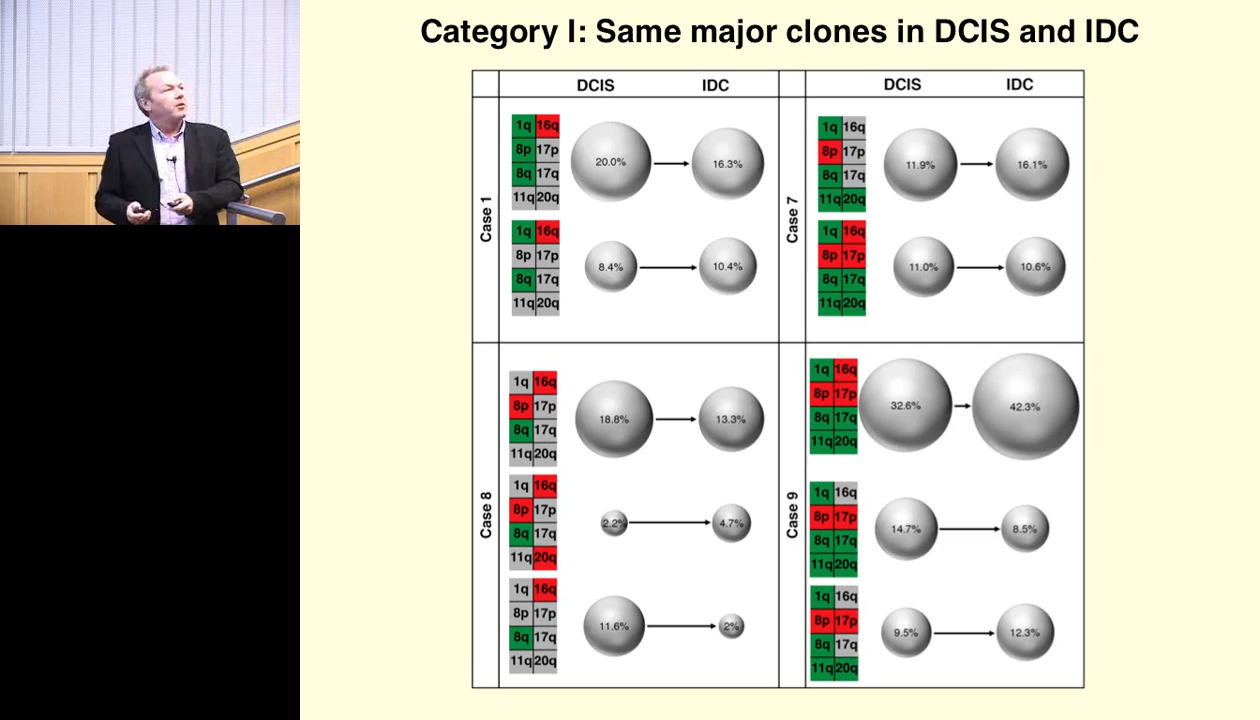 Category I: Same major clones in DCIS and IDC
DCIS IDC
DCIS IDC
Case 1
1q 16q
8p 17p
8q 17q
11q 20q
20.0% 16.3%
1q 16q
8p 17p
8q 17q
11q 20q
8.4% 10.4%
Case 7
1q 16q
8p 17p
8q 17q
11q 20q
11.9% 16.1%
1q 16q
8p 17p
8q 17q
11q 20q
11.0% 10.6%
Case 8
1q 16q
8p 17p
8q 17q
11q 20q
18.8% 13.3%
1q 16q
8p 17p
8q 17q
11q 20q
2.2% 4.7%
1q 16q
8p 17p
8q 17q
11q 20q
11.6% 2%
Case 9
1q 16q
8p 17p
8q 17q
11q 20q
32.6% 42.3%
1q 16q
8p 17p
8q 17q
11q 20q
14.7% 8.5%
1q 16q
8p 17p
8q 17q
11q 20q
9.5% 12.3%